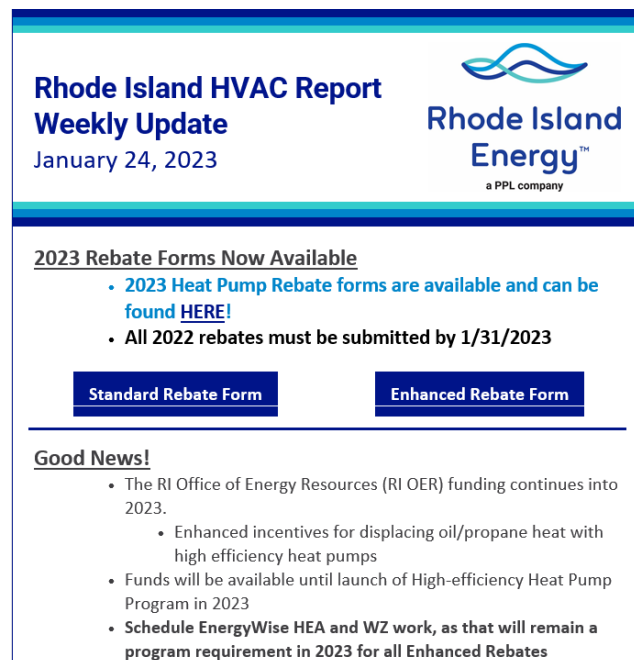 Rhode Island HVAC Report
Weekly Update
January 24, 2023
Rhode Island
Energy™
a PPL company
2023 Rebate Forms Now Available
• 2023 Heat Pump Rebate forms are available and can be
found HERE!
• All 2022 rebates must be submitted by 1/31/2023
Standard Rebate Form
Enhanced Rebate Form
Good News!
• The RI Office of Energy Resources (RI OER) funding continues into
2023.
• Enhanced incentives for displacing oil/propane heat with
high efficiency heat pumps
• Funds will be available until launch of High-efficiency Heat Pump
Program in 2023
• Schedule EnergyWise HEA and WZ work, as that will remain a
program requirement in 2023 for all Enhanced Rebates